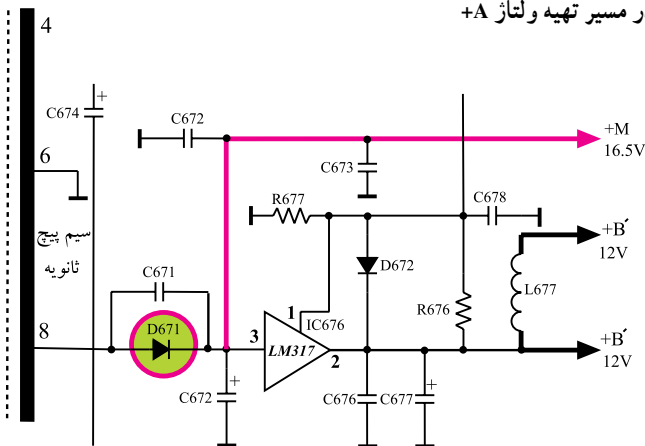 ر مسیر تهیه ولتاژ A+
4
C674
+
C672
+M
16.5V
6
C673
R677
C678
سیم پیچ
ثانویه
+B´
12V
C671
D672
L677
1
R676
8
D671
3
IC676
LM317
2
+B´
12V
C672
+
C676
C677
+